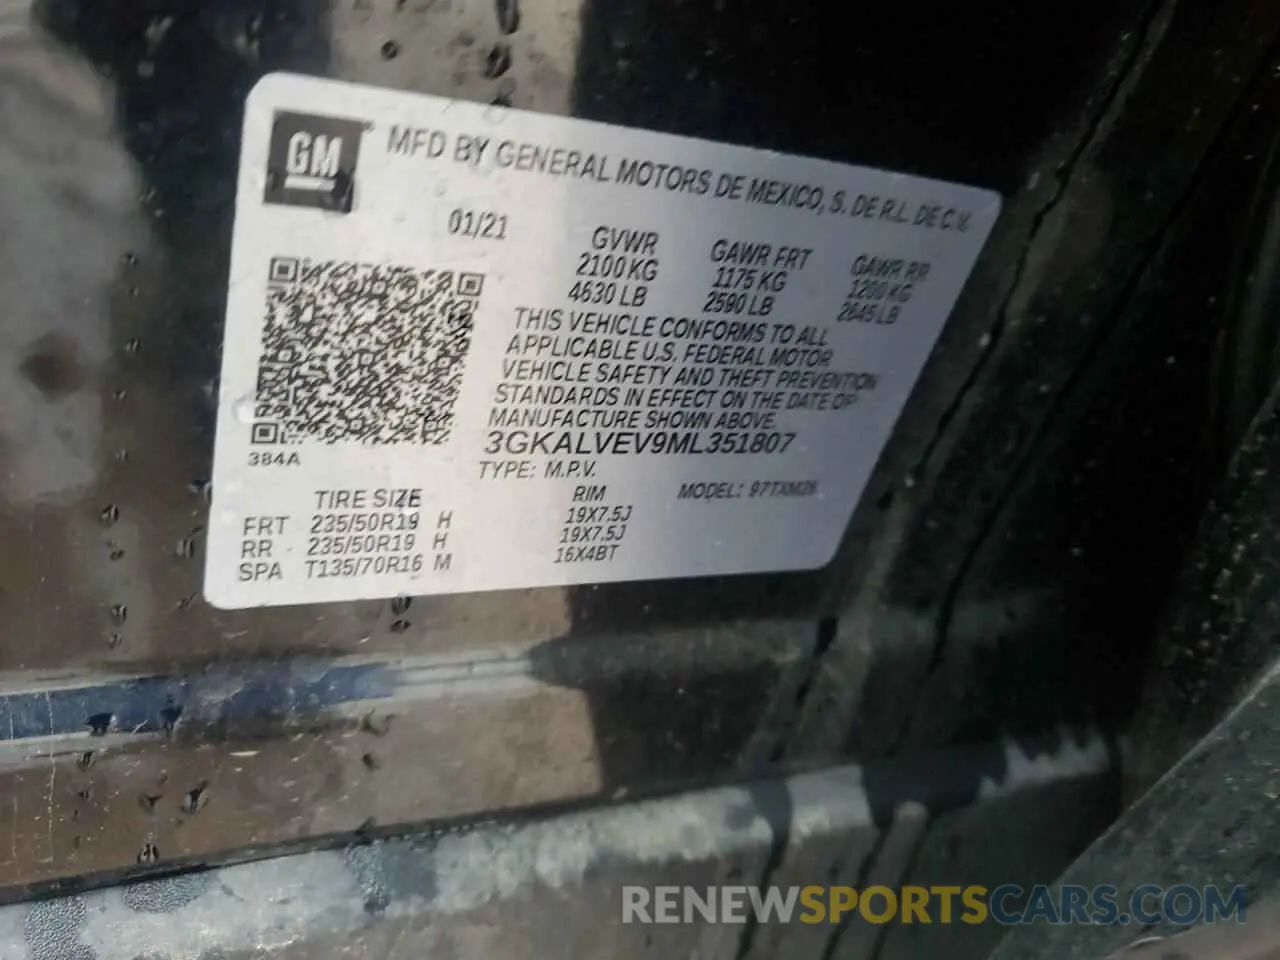 GM
MFD BY GENERAL MOTORS DE MEXICO, S. DE R.L. DE C.V.
01/21
GVWR GAWR FRT GAWR RR
2100 KG 1175 KG 1200 KG
4630 LB 2590 LB 2645 LB
THIS VEHICLE CONFORMS TO ALL
APPLICABLE U.S. FEDERAL MOTOR
VEHICLE SAFETY AND THEFT PREVENTION
STANDARDS IN EFFECT ON THE DATE OF
MANUFACTURE SHOWN ABOVE.
3GKALVEV9ML351807
384A
TYPE: M.P.V.
TIRE SIZE RIM MODEL:
FRT 235/50R19 H 19X7.5J
RR 235/50R19 H 19X7.5J
SPA T135/70R16 M 16X4BT
RENEWSPORTSCARS.COM